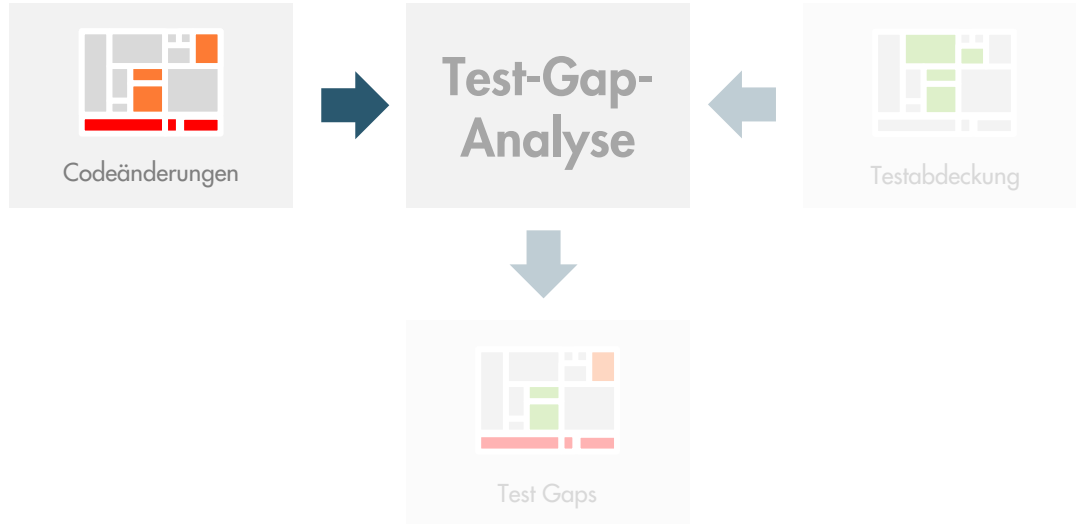 Test-Gap-
Analyse
Codeänderungen
Testabdeckung
Test Gaps